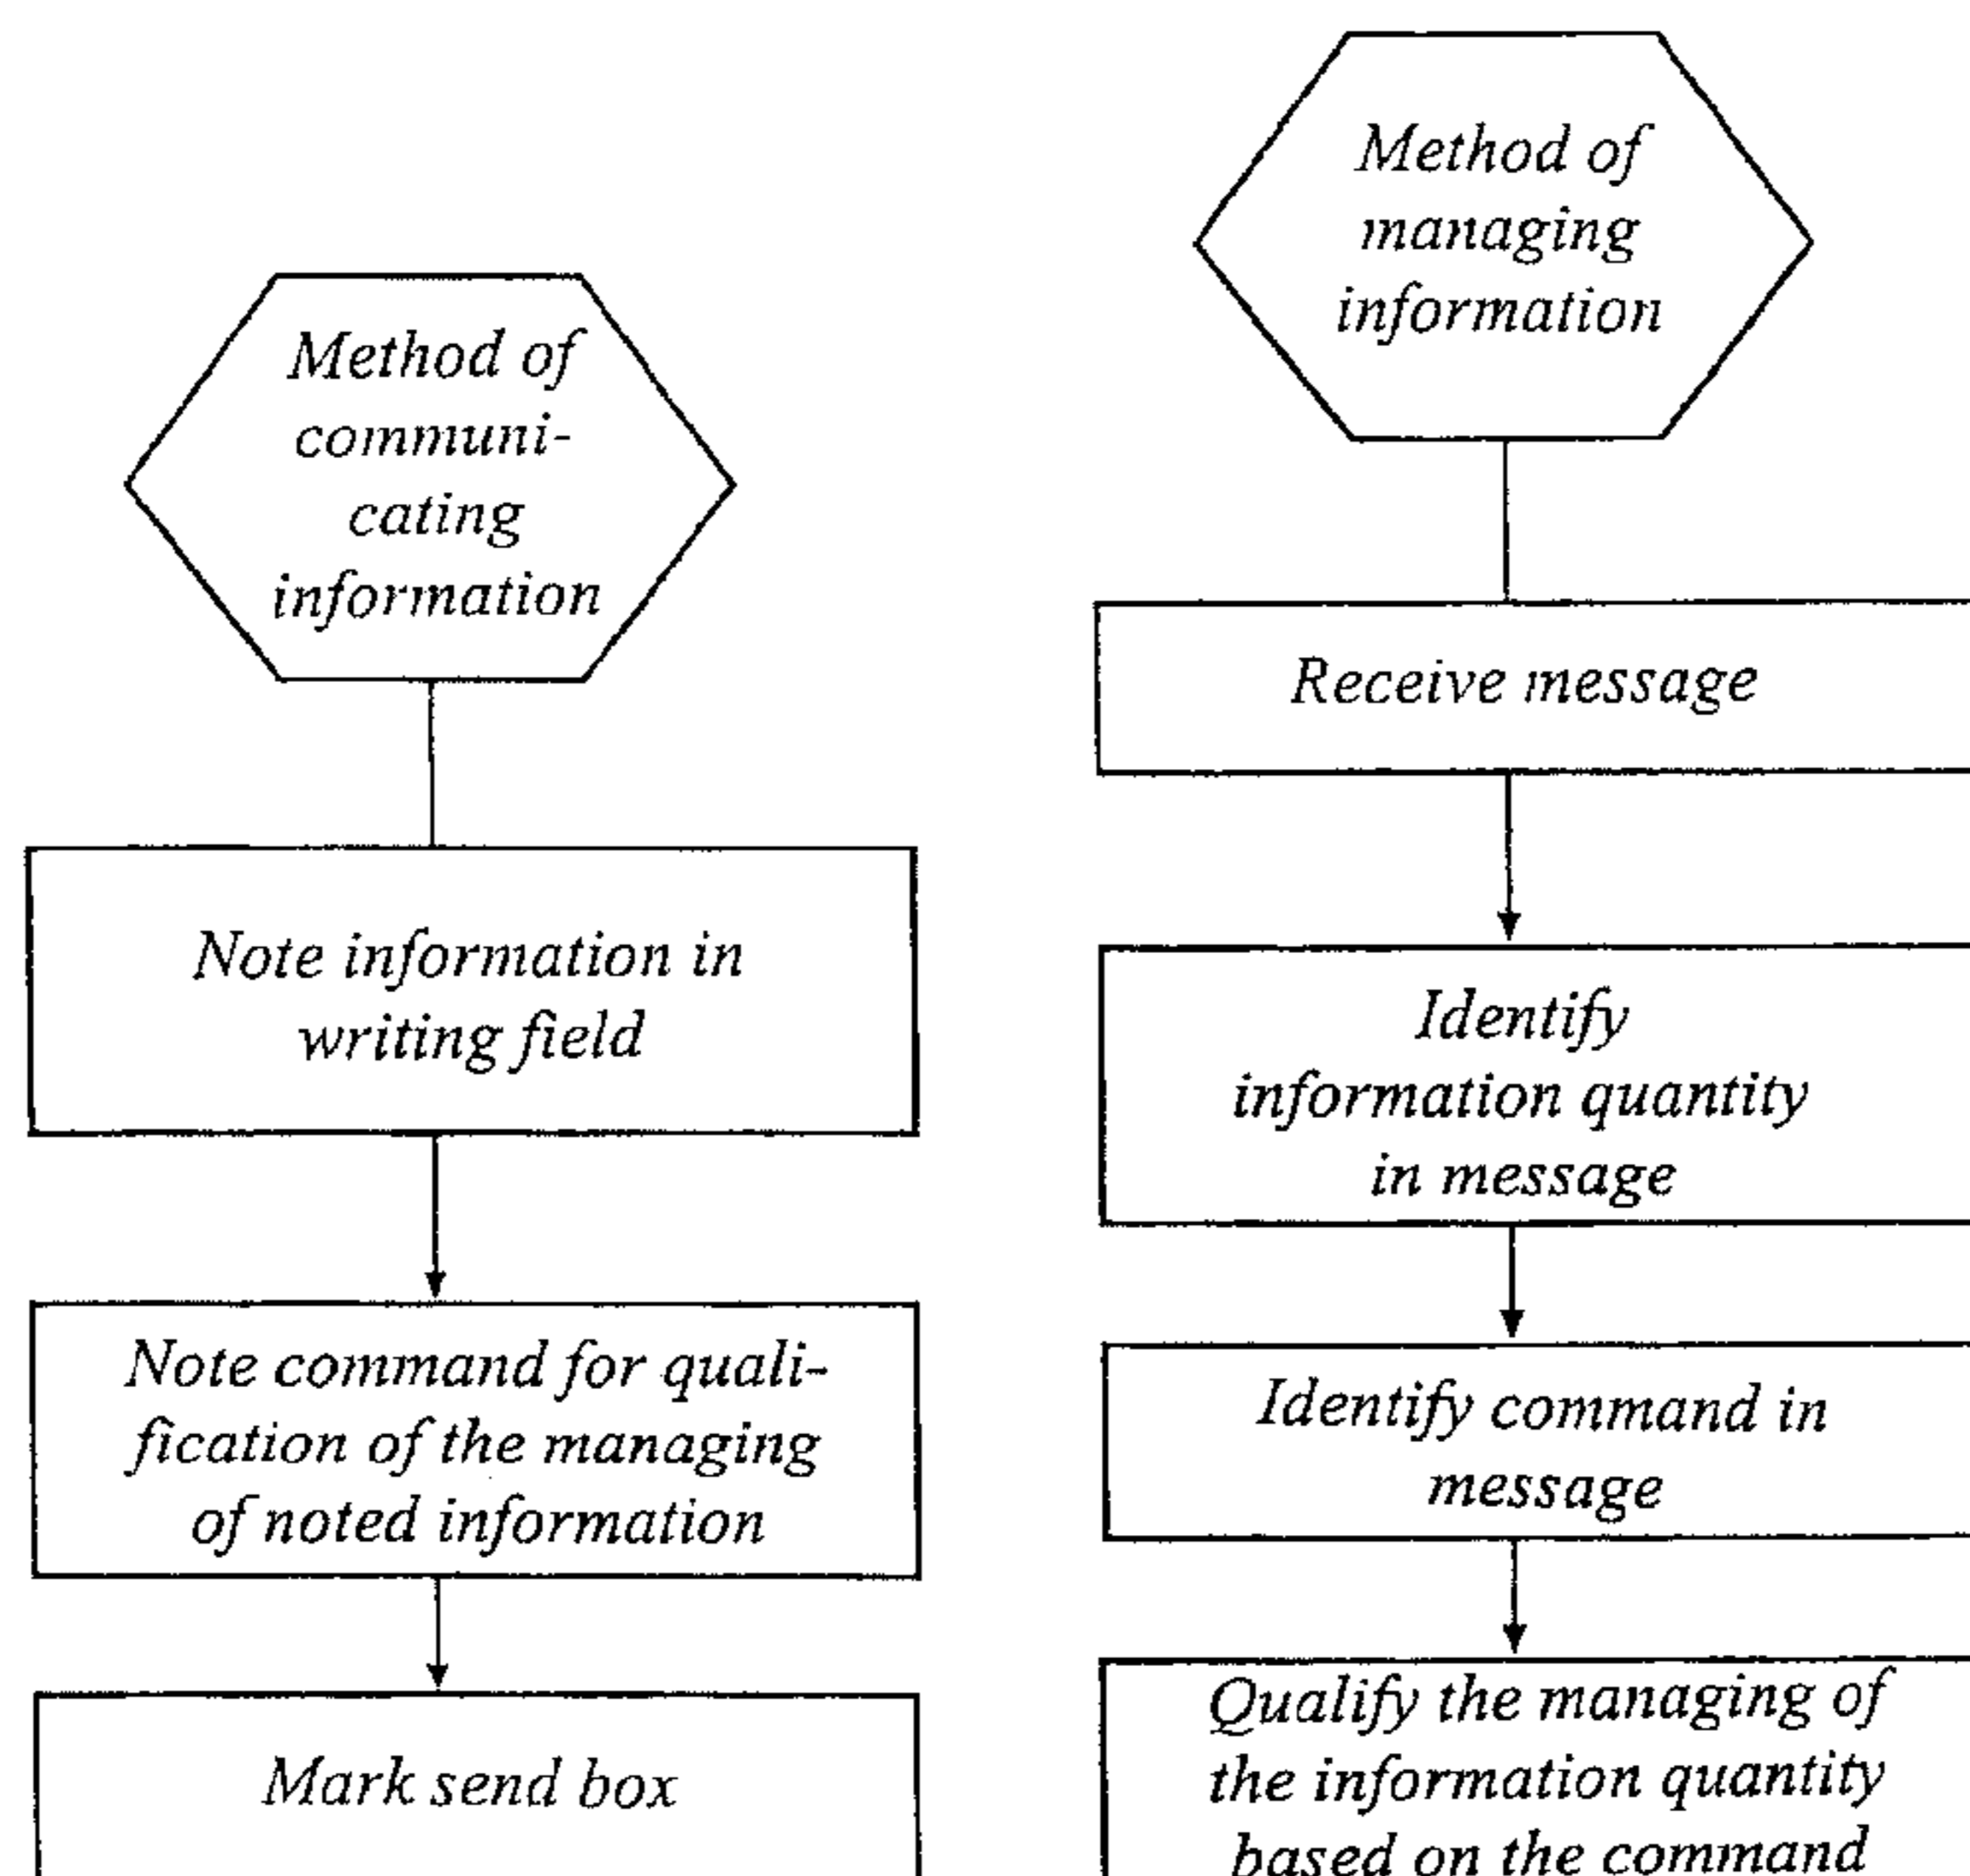 Method of
communi-
cating
information
Note information in
writing field
Note command for quali-
fication of the managing
of noted information
Mark send box
Method of
managing
information
Receive message
Identify
information quantity
in message
Identify command in
message
Qualify the managing of
the information quantity
based on the command